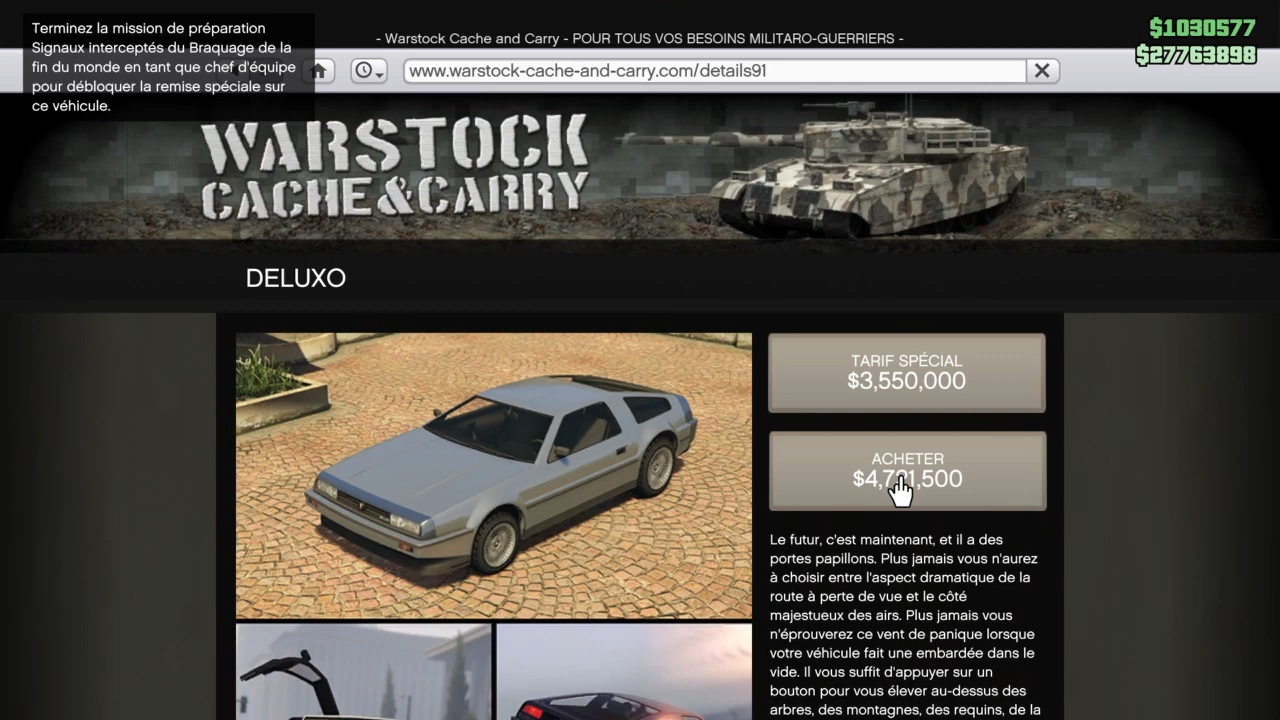 Terminez la mission de préparation
Signaux interceptés du Braquage de la
fin du monde en tant que chef d'équipe
pour débloquer la remise spéciale sur
ce véhicule.
- Warstock Cache and Carry - POUR TOUS VOS BESOINS MILITARO-GUERRIERS -
$1030577
$27763898
www.warstock-cache-and-carry.com/details91
WARSTOCK
CACHE&CARRY
DELUXO
TARIF SPÉCIAL
$3,550,000
ACHETER
Le futur, c'est maintenant, et il a des
portes papillons. Plus jamais vous n'aurez
à choisir entre l'aspect dramatique de la
route à perte de vue et le côté
majestueux des airs. Plus jamais vous
n'éprouverez ce vent de panique lorsque
votre véhicule fait une embardée dans le
vide. Il vous suffit d'appuyer sur un
bouton pour vous élever au-dessus des
arbres, des montagnes, des requins, de la